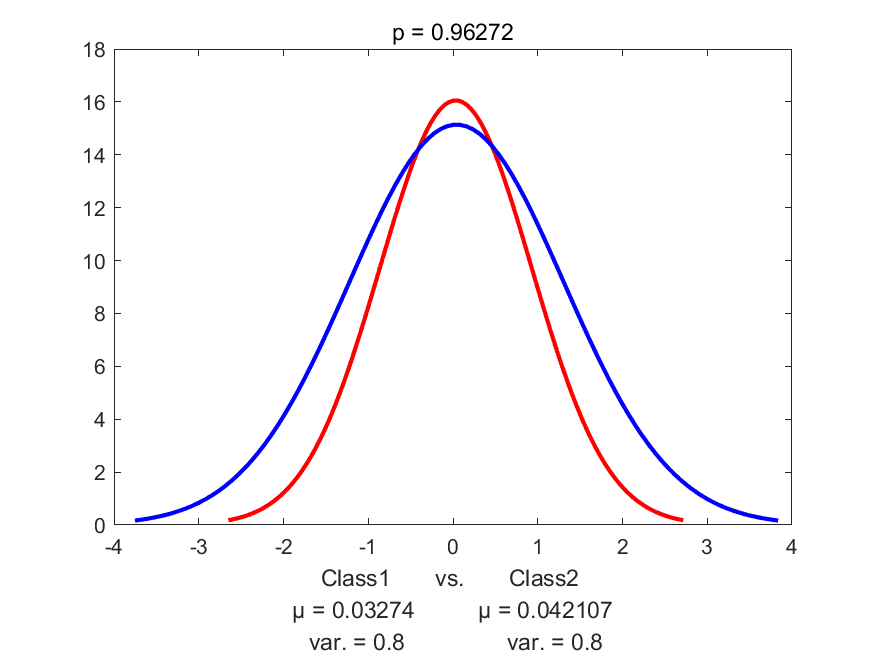 p = 0.96272
18
16
14
12
10
8
6
4
2
0
-4 -3 -2 -1 0 1 2 3 4
Class1 vs. Class2
μ = 0.03274 μ = 0.042107
var. = 0.8 var. = 0.8